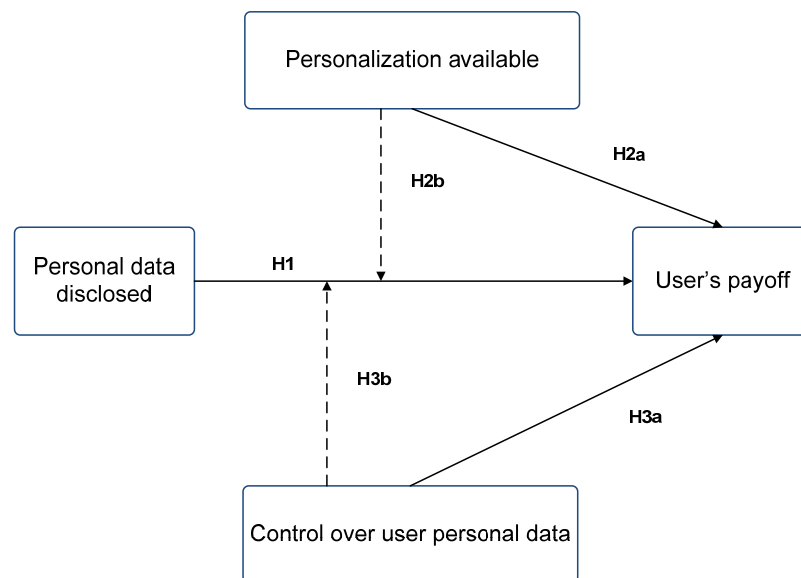 Personalization available
H2a
H2b
Personal data
disclosed
H1
User's payoff
H3b
H3a
Control over user personal data